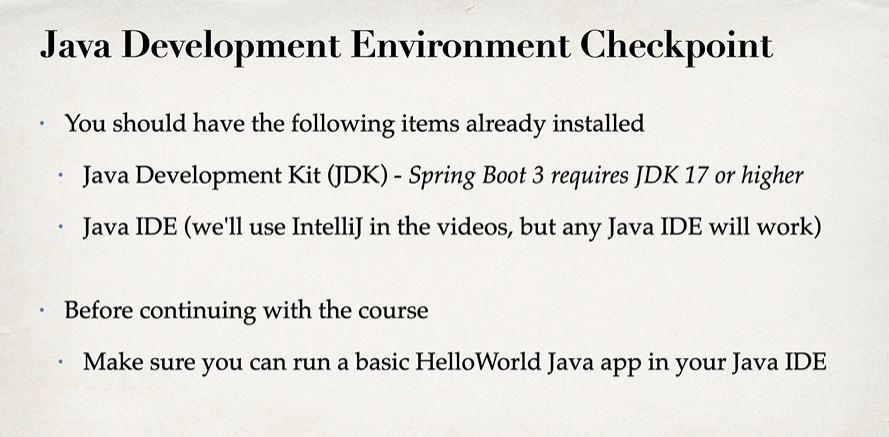 Java Development Environment Checkpoint
• You should have the following items already installed
• Java Development Kit (JDK) - Spring Boot 3 requires JDK 17 or higher
• Java IDE (we'll use IntelliJ in the videos, but any Java IDE will work)
• Before continuing with the course
• Make sure you can run a basic HelloWorld Java app in your Java IDE